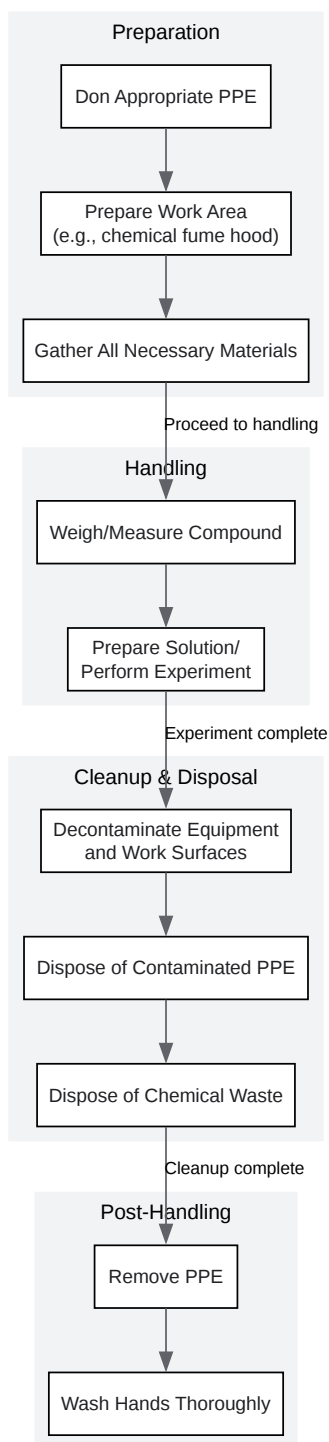 Preparation
Don Appropriate PPE
Prepare Work Area
(e.g., chemical fume hood)
Gather All Necessary Materials
Proceed to handling
Handling
Weigh/Measure Compound
Prepare Solution/
Perform Experiment
Experiment complete
Cleanup & Disposal
Decontaminate Equipment
and Work Surfaces
Dispose of Contaminated PPE
Dispose of Chemical Waste
Cleanup complete
Post-Handling
Remove PPE
Wash Hands Thoroughly